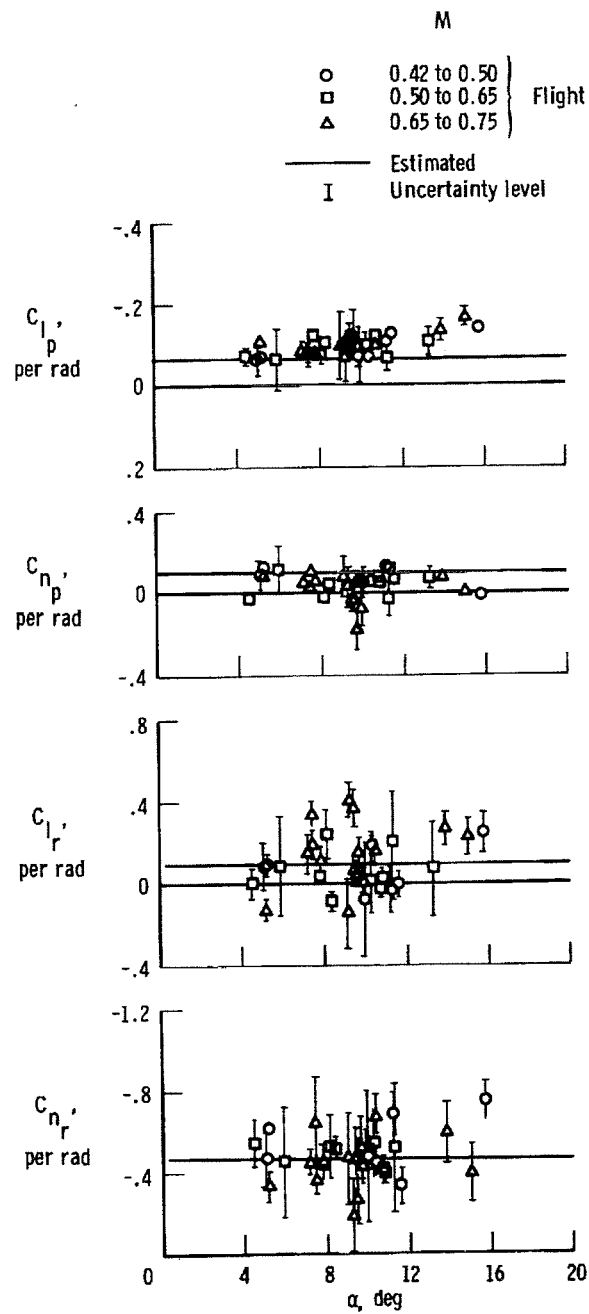 M
0.42 to 0.50
0.50 to 0.65 Flight
0.65 to 0.75
Estimated
Uncertainty level
-.4
-.2
0
.2
C_l_p,
per rad
.4
0
-.4
C_n_p,
per rad
.8
.4
0
-.4
C_l_r,
per rad
-1.2
-.8
-.4
C_n_r,
per rad
0 4 8 12 16 20
α, deg